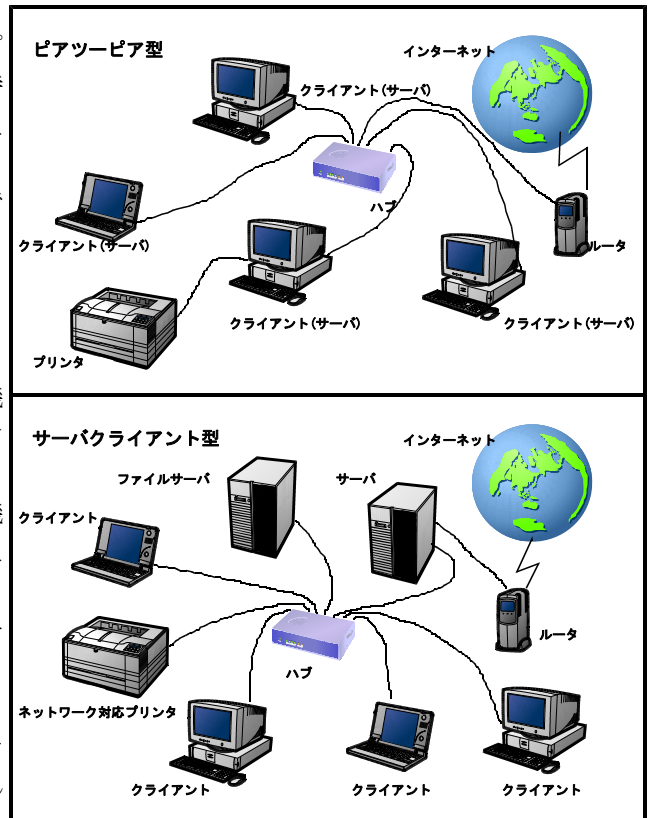 ピアツーピア型
インターネット
クライアント(サーバ)
ハブ
クライアント(サーバ)
ルータ
クライアント(サーバ)
クライアント(サーバ)
プリンタ
サーバクライアント型
インターネット
ファイルサーバ
サーバ
クライアント
ルータ
ハブ
ネットワーク対応プリンタ
クライアント
クライアント
クライアント